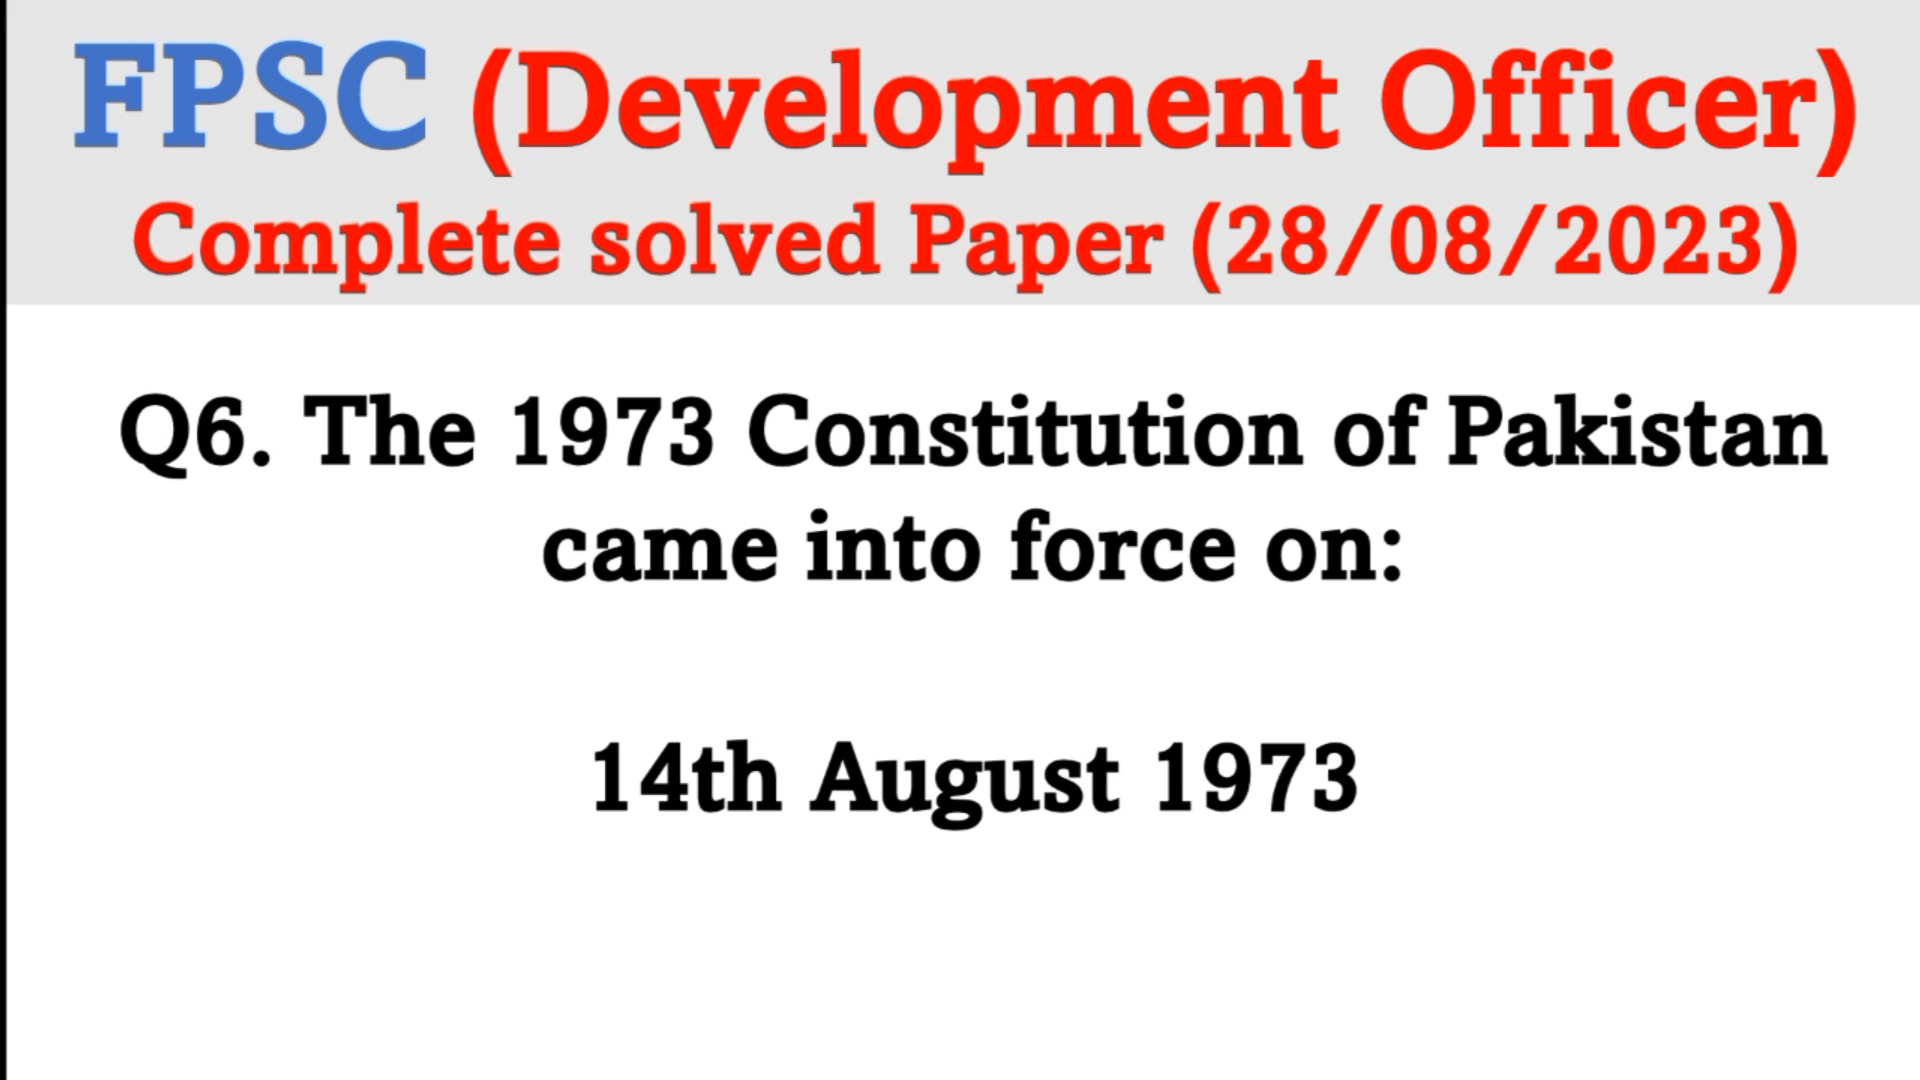 FPSC (Development Officer)
Complete solved Paper (28/08/2023)
Q6. The 1973 Constitution of Pakistan
came into force on:
14th August 1973